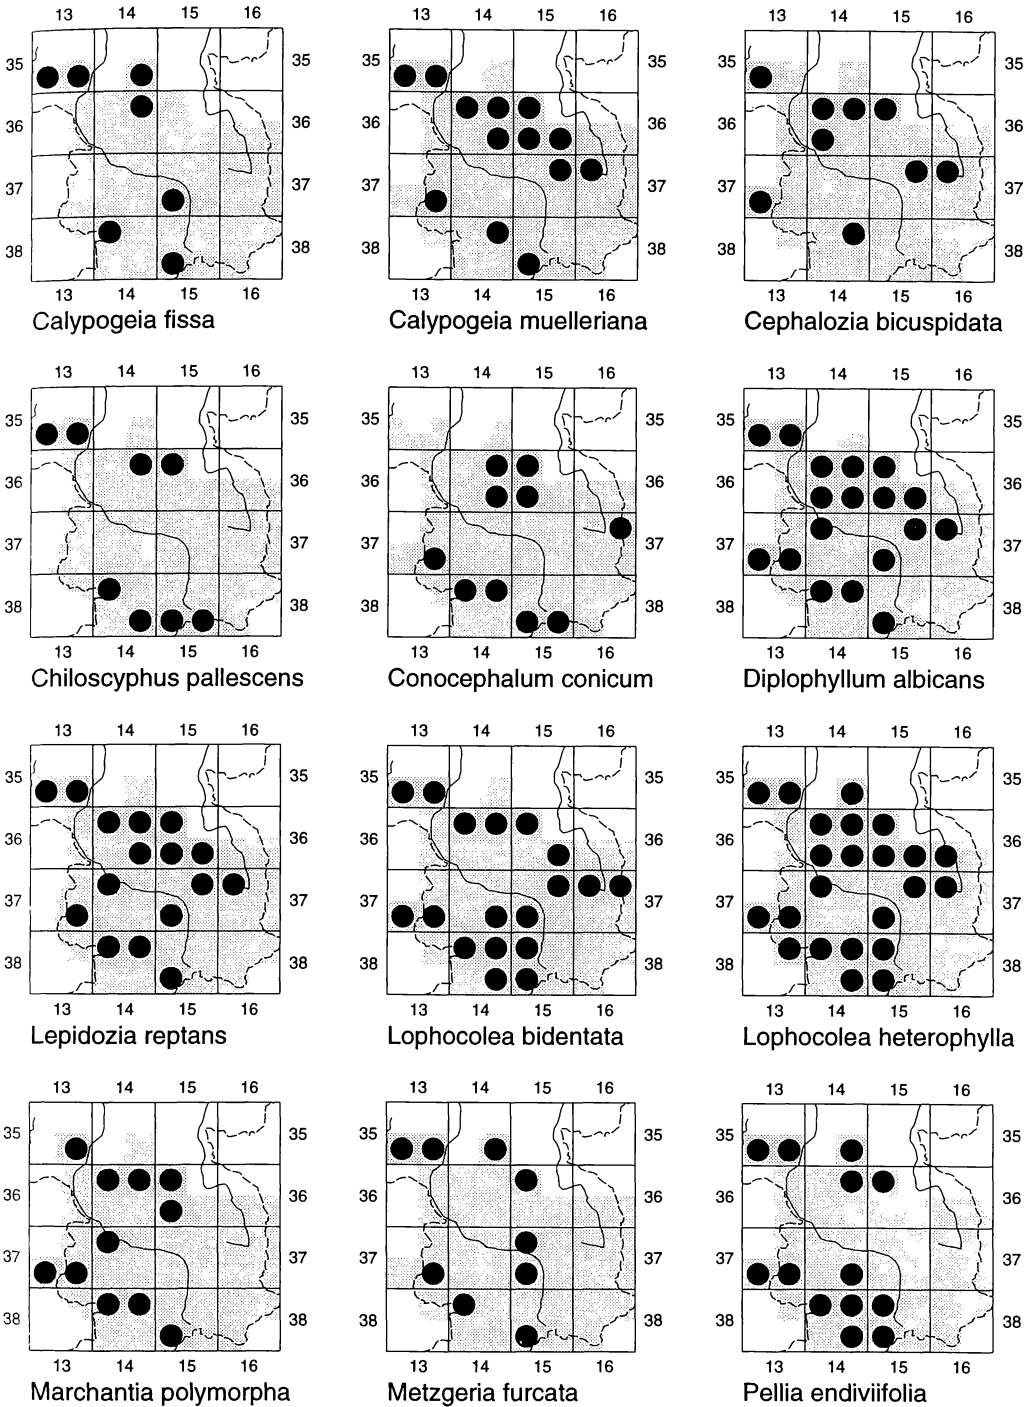 13 14 15 16
35 35
36 36
37 37
38 38
13 14 15 16
Calypogeia fissa
13 14 15 16
35 35
36 36
37 37
38 38
13 14 15 16
Calypogeia muelleriana
13 14 15 16
35 35
36 36
37 37
38 38
13 14 15 16
Cephalozia bicuspidata
13 14 15 16
35 35
36 36
37 37
38 38
13 14 15 16
Chiloscyphus pallescens
13 14 15 16
35 35
36 36
37 37
38 38
13 14 15 16
Conocephalum conicum
13 14 15 16
35 35
36 36
37 37
38 38
13 14 15 16
Diplophyllum albicans
13 14 15 16
35 35
36 36
37 37
38 38
13 14 15 16
Lepidozia reptans
13 14 15 16
35 35
36 36
37 37
38 38
13 14 15 16
Lophocolea bidentata
13 14 15 16
35 35
36 36
37 37
38 38
13 14 15 16
Lophocolea heterophylla
13 14 15 16
35 35
36 36
37 37
38 38
13 14 15 16
Marchantia polymorpha
13 14 15 16
35 35
36 36
37 37
38 38
13 14 15 16
Metzgeria furcata
13 14 15 16
35 35
36 36
37 37
38 38
13 14 15 16
Pellia endiviifolia